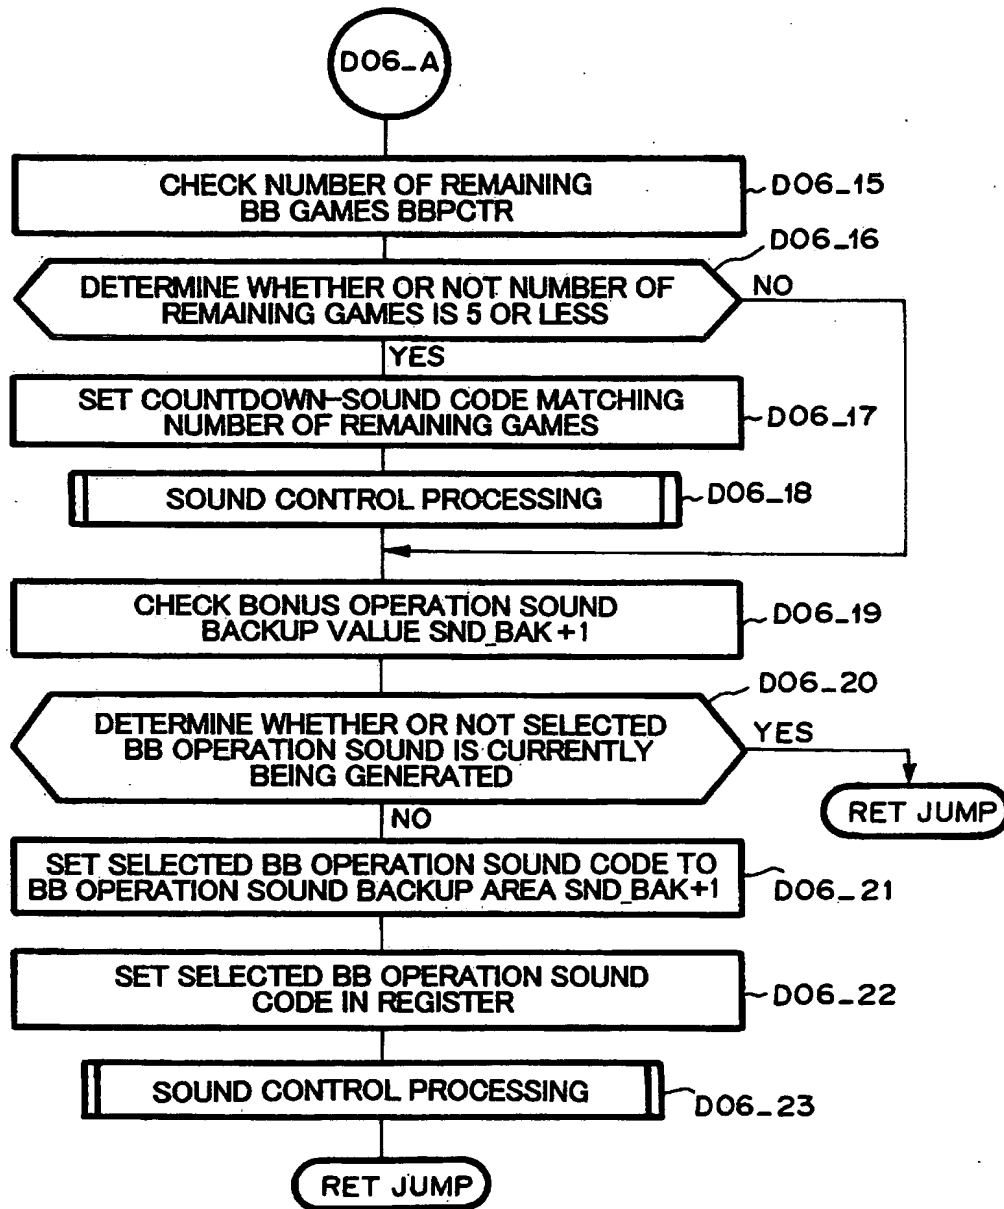 D06_A
CHECK NUMBER OF REMAINING
BB GAMES BBPCTR
D06_15
D06_16
DETERMINE WHETHER OR NOT NUMBER OF
REMAINING GAMES IS 5 OR LESS
NO
YES
SET COUNTDOWN-SOUND CODE MATCHING
NUMBER OF REMAINING GAMES
D06_17
SOUND CONTROL PROCESSING
D06_18
CHECK BONUS OPERATION SOUND
BACKUP VALUE SND_BAK+1
D06_19
D06_20
DETERMINE WHETHER OR NOT SELECTED
BB OPERATION SOUND IS CURRENTLY
BEING GENERATED
YES
RET JUMP
NO
SET SELECTED BB OPERATION SOUND CODE TO
BB OPERATION SOUND BACKUP AREA SND_BAK+1
D06_21
SET SELECTED BB OPERATION SOUND
CODE IN REGISTER
D06_22
SOUND CONTROL PROCESSING
D06_23
RET JUMP